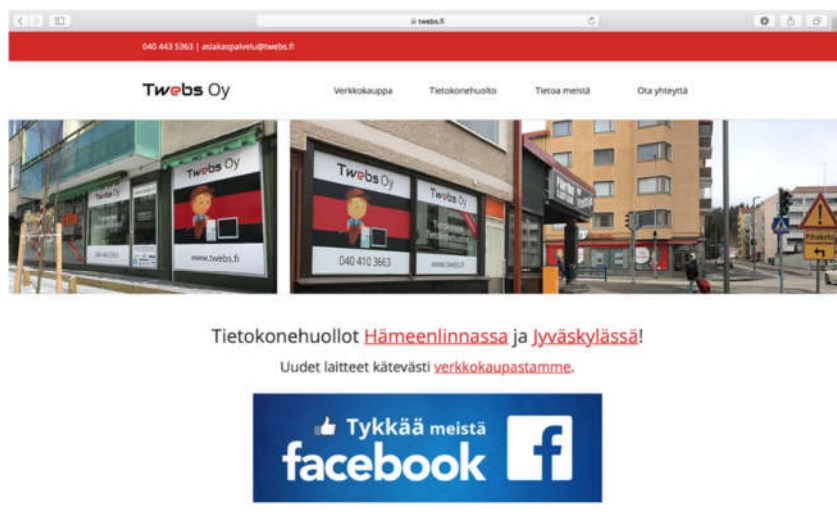 twebs.fi
040 443 5363 | asiakaspalvelu@twebs.fi
Twebs Oy
Verkkokauppa
Tietokonehuolto
Tietoa meistä
Ota yhteyttä
Twebs Oy
www.twebs.fi
Twebs Oy
040 410 3663
Twebs Oy
www.twebs.fi
Tietokonehuollot Hämeenlinnassa ja Jyväskylässä!
Uudet laitteet kätevästi verkkokaupastamme.
Tykkää meistä
facebook